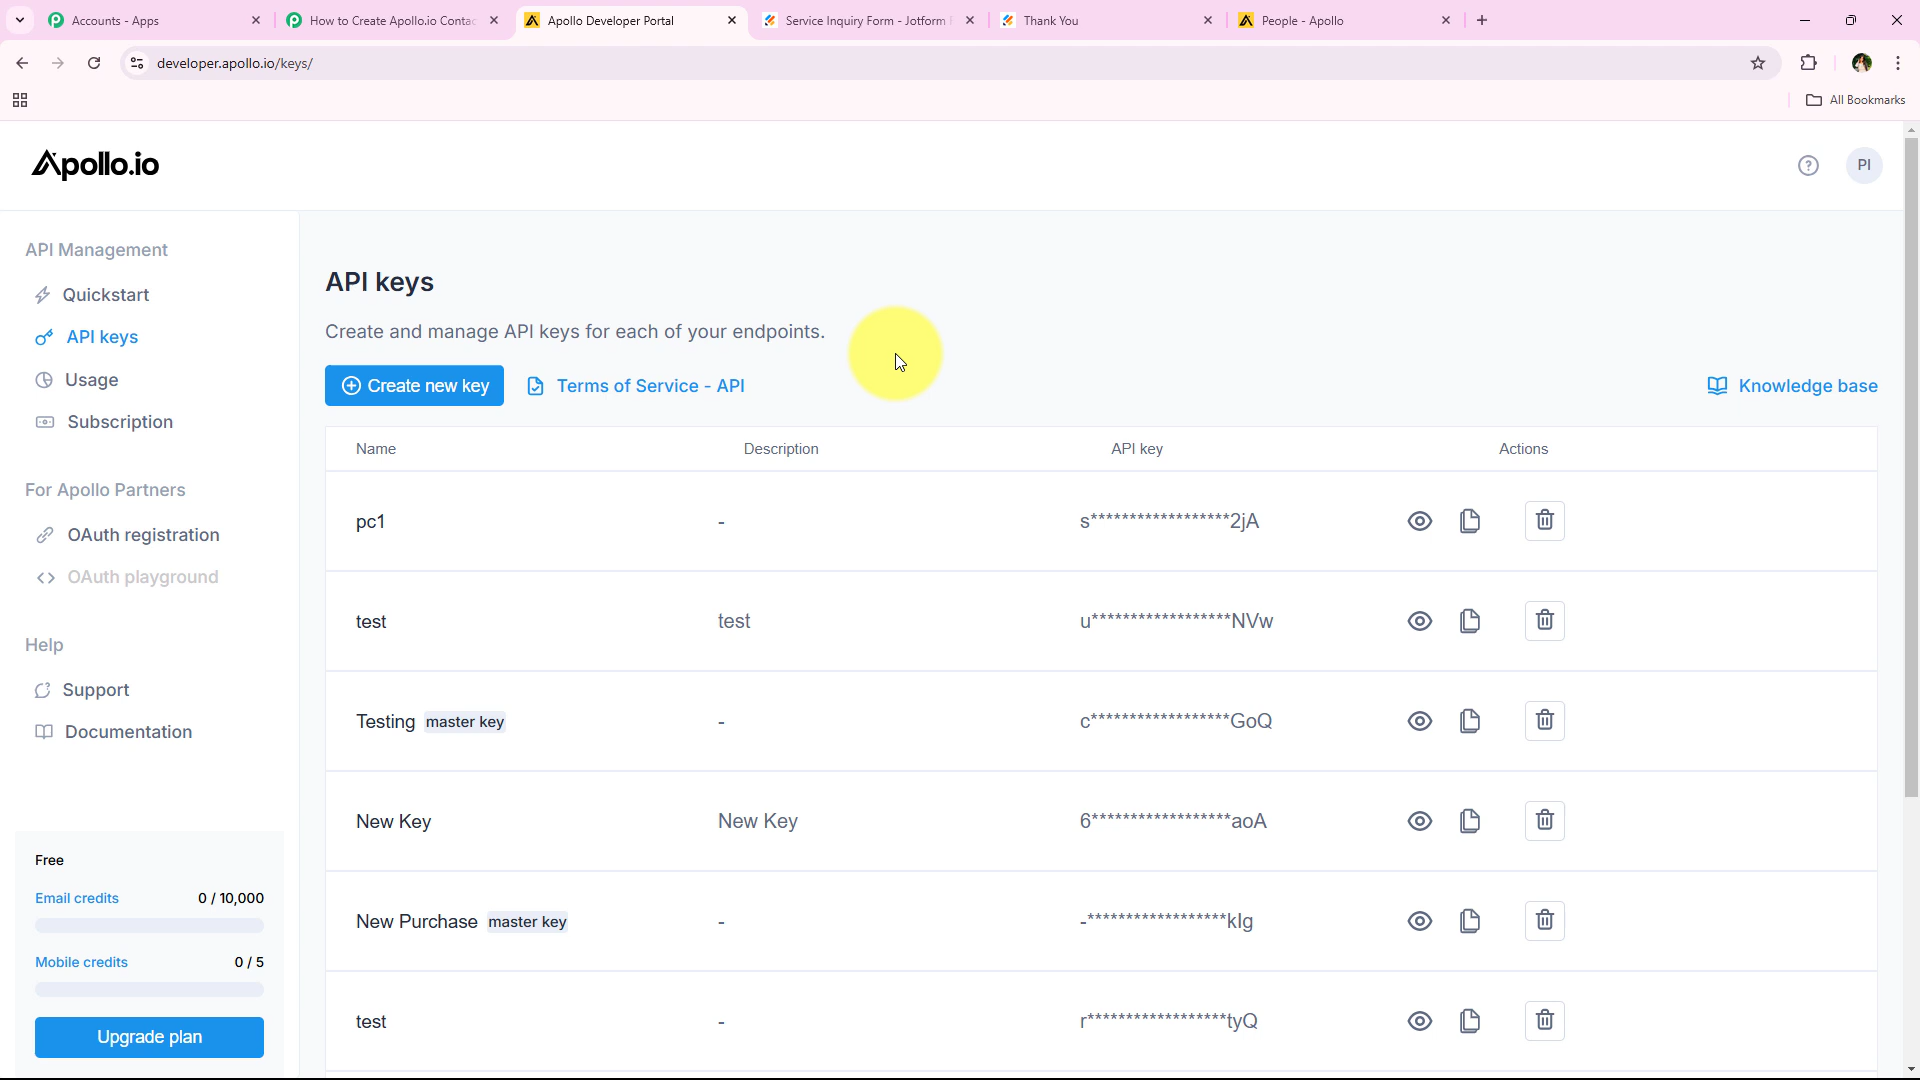 Accounts - Apps
How to Create Apollo.io Contac
Apollo Developer Portal
Service Inquiry Form - Jotform
Thank You
People - Apollo
developer.apollo.io/keys/
All Bookmarks
Apollo.io
PI
API Management
Quickstart
API keys
Usage
Subscription
For Apollo Partners
OAuth registration
OAuth playground
Help
Support
Documentation
Free
Email credits 0 / 10,000
Mobile credits 0 / 5
Upgrade plan
API keys
Create and manage API keys for each of your endpoints.
Create new key Terms of Service - API Knowledge base
Name Description API key Actions
pc1 - s******************2jA
test test u******************NVw
Testing master key - c******************GoQ
New Key New Key 6******************aoA
New Purchase master key - -******************kIg
test - r******************tyQ